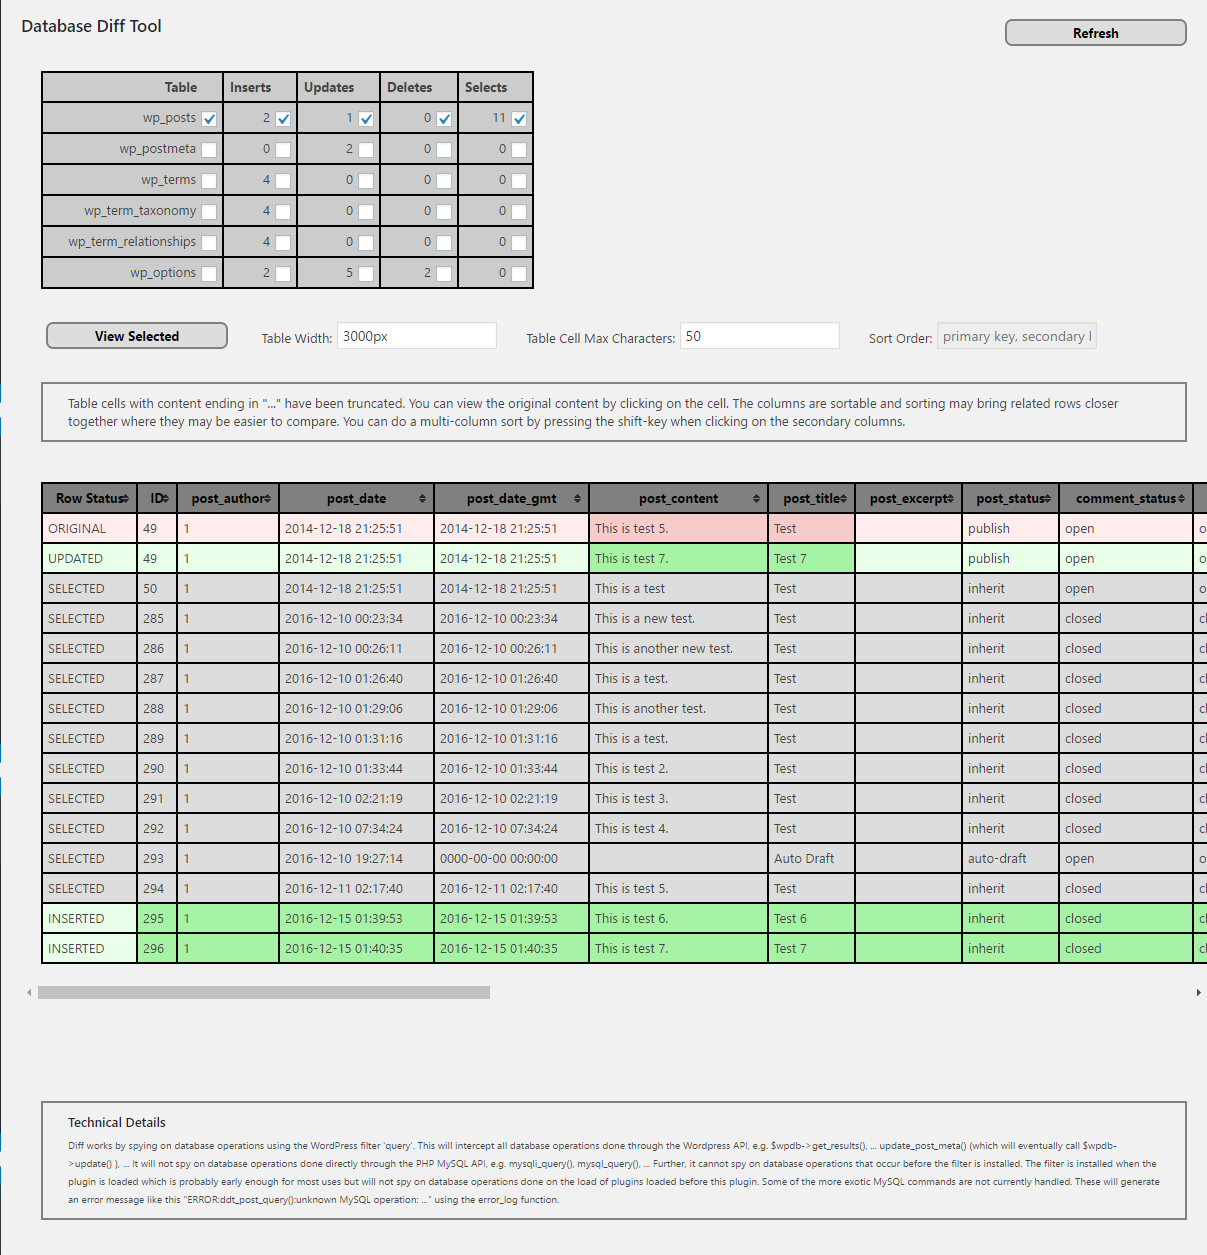 Database Diff Tool
Refresh
Table Inserts Updates Deletes Selects
wp_posts 2 1 0 11
wp_postmeta 0 2 0 0
wp_terms 4 0 0 0
wp_term_taxonomy 4 0 0 0
wp_term_relationships 4 0 0 0
wp_options 2 5 2 0
View Selected Table Width: 3000px Table Cell Max Characters: 50 Sort Order: primary key, secondary
Table cells with content ending in "..." have been truncated. You can view the original content by clicking on the cell. The columns are sortable and sorting may bring related rows closer
together where they may be easier to compare. You can do a multi-column sort by pressing the shift-key when clicking on the secondary columns.
Row Status ID post_author post_date post_date_gmt post_content post_title post_excerpt post_status comment_status
ORIGINAL 49 1 2014-12-18 21:25:51 2014-12-18 21:25:51 This is test 5. Test publish open o
UPDATED 49 1 2014-12-18 21:25:51 2014-12-18 21:25:51 This is test 7. Test 7 publish open o
SELECTED 50 1 2014-12-18 21:25:51 2014-12-18 21:25:51 This is a test Test inherit open o
SELECTED 285 1 2016-12-10 00:23:34 2016-12-10 00:23:34 This is a new test. Test inherit closed cl
SELECTED 286 1 2016-12-10 00:26:11 2016-12-10 00:26:11 This is another new test. Test inherit closed cl
SELECTED 287 1 2016-12-10 01:26:40 2016-12-10 01:26:40 This is a test. Test inherit closed cl
SELECTED 288 1 2016-12-10 01:29:06 2016-12-10 01:29:06 This is another test. Test inherit closed cl
SELECTED 289 1 2016-12-10 01:31:16 2016-12-10 01:31:16 This is a test. Test inherit closed cl
SELECTED 290 1 2016-12-10 01:33:44 2016-12-10 01:33:44 This is test 2. Test inherit closed cl
SELECTED 291 1 2016-12-10 02:21:19 2016-12-10 02:21:19 This is test 3. Test inherit closed cl
SELECTED 292 1 2016-12-10 07:34:24 2016-12-10 07:34:24 This is test 4. Test inherit closed cl
SELECTED 293 1 2016-12-10 19:27:14 0000-00-00 00:00:00 Auto Draft auto-draft open o
SELECTED 294 1 2016-12-11 02:17:40 2016-12-11 02:17:40 This is test 5. Test inherit closed cl
INSERTED 295 1 2016-12-15 01:39:53 2016-12-15 01:39:53 This is test 6. Test 6 inherit closed cl
INSERTED 296 1 2016-12-15 01:40:35 2016-12-15 01:40:35 This is test 7. Test 7 inherit closed cl
Technical Details
Diff works by spying on database operations using the WordPress filter 'query'. This will intercept all database operations done through the Wordpress API, e.g. $wpdb->get_results(), ... update_post_meta() (which will eventually call $wpdb-
>update() ), ... It will not spy on database operations done directly through the PHP MySQL API, e.g. mysqli_query(), mysql_query(), ... Further, it cannot spy on database operations that occur before the filter is installed. The filter is installed when the
plugin is loaded which is probably early enough for most uses but will not spy on database operations done on the load of plugins loaded before this plugin. Some of the more exotic MySQL commands are not currently handled. These will generate
an error message like this "ERROR:ddt_post_query():unknown MySQL operation: ..." using the error_log function.